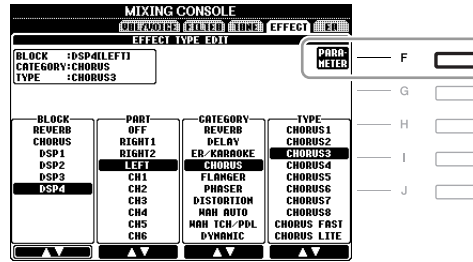 MIXING CONSOLE
VOL/VOICE FILTER TUNE EFFECT EQ
EFFECT TYPE EDIT
BLOCK :DSP4[LEFT]
CATEGORY:CHORUS
TYPE :CHORUS3
PARA-
METER
F
G
H
I
J
BLOCK PART CATEGORY TYPE
REVERB OFF REVERB CHORUS1
CHORUS RIGHT1 DELAY CHORUS2
DSP1 RIGHT2 ER/KARAOKE CHORUS3
DSP2 LEFT CHORUS CHORUS4
DSP3 CH1 FLANGER CHORUS5
DSP4 CH2 PHASER CHORUS6
CH3 DISTORTION CHORUS7
CH4 WAH AUTO CHORUS8
CH5 WAH TCH/PDL CHORUS FAST
CH6 DYNAMIC CHORUS LITE